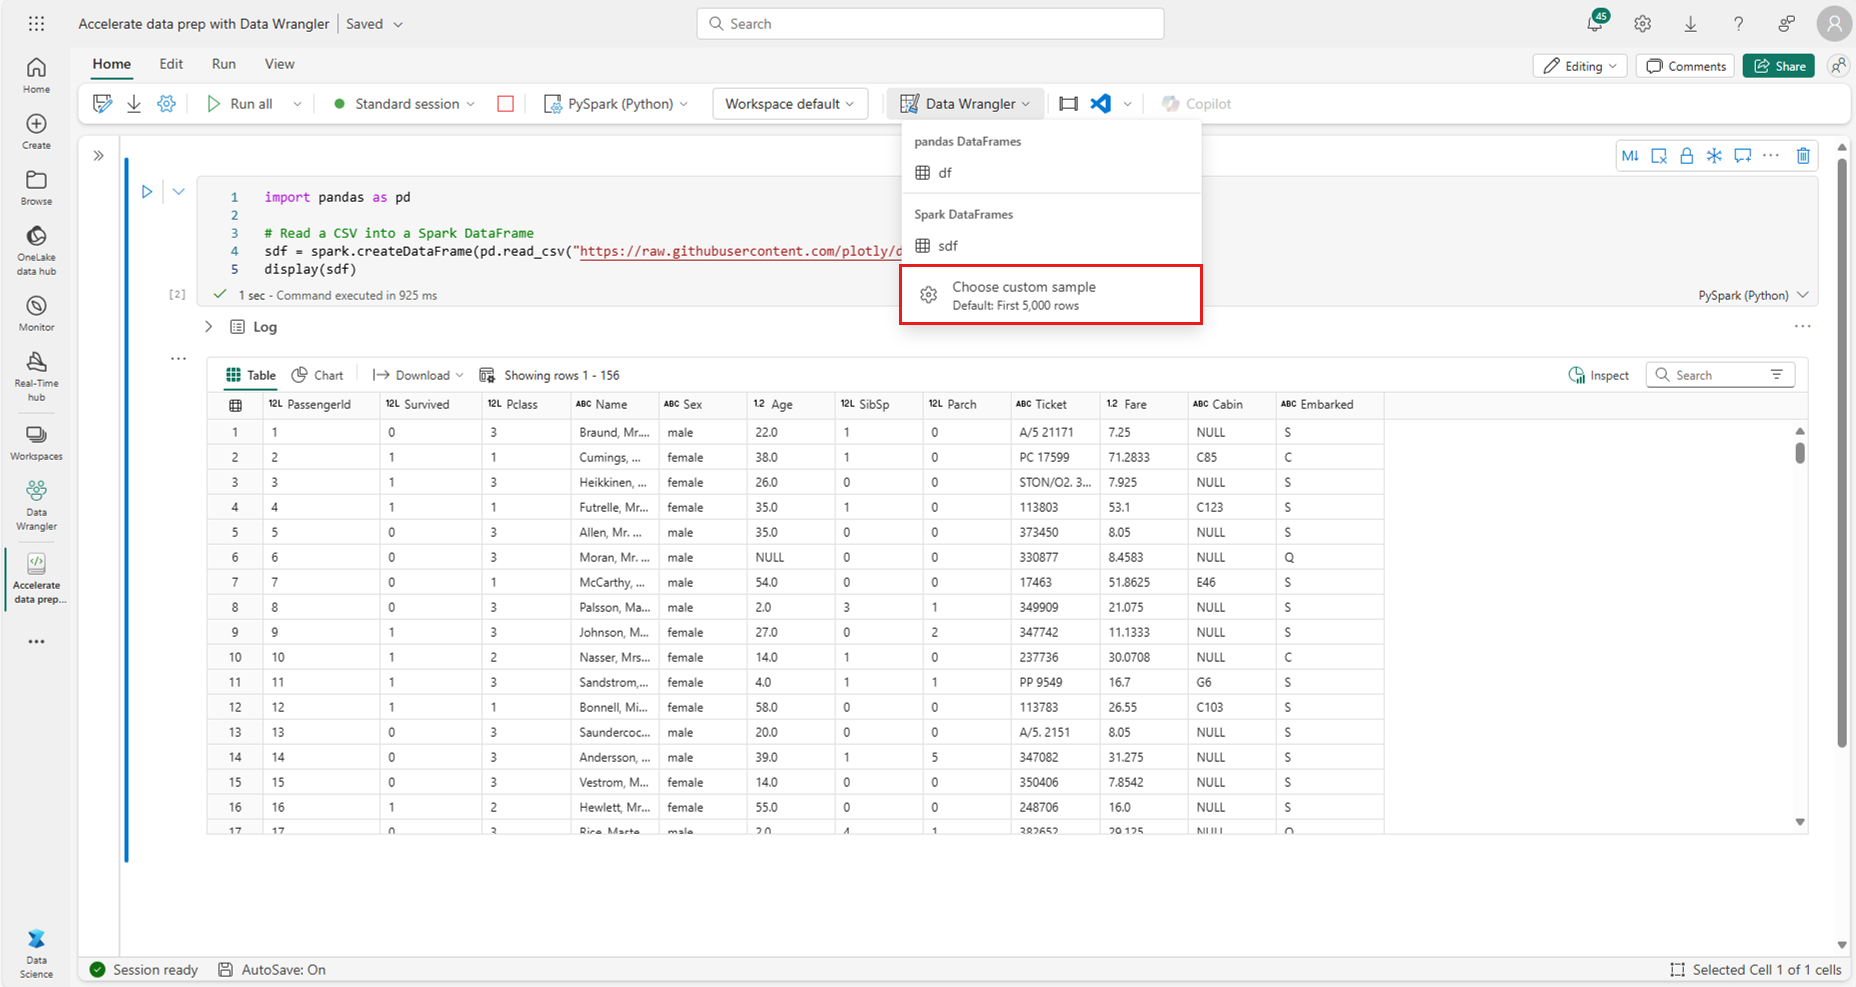 Accelerate data prep with Data Wrangler | Saved
Search
45
Home Edit Run View
Editing
Comments
Share
Run all
Standard session
PySpark (Python)
Workspace default
Data Wrangler
Copilot
Home
Create
Browse
OneLake
data hub
Monitor
Real-Time
hub
Workspaces
Data
Wrangler
Accelerate
data prep...
Data
Science
pandas DataFrames
df
Spark DataFrames
sdf
Choose custom sample
Default: First 5,000 rows
M↓
1 import pandas as pd
2
3 # Read a CSV into a Spark DataFrame
4 sdf = spark.createDataFrame(pd.read_csv("https://raw.githubusercontent.com/plotly/d
5 display(sdf)
[2]
1 sec - Command executed in 925 ms
PySpark (Python)
Log
Table Chart Download Showing rows 1 - 156
Inspect
Search
12L PassengerId 12L Survived 12L Pclass ABC Name ABC Sex 1.2 Age 12L SibSp 12L Parch ABC Ticket 1.2 Fare ABC Cabin ABC Embarked
1 1 0 3 Braund, Mr.... male 22.0 1 0 A/5 21171 7.25 NULL S
2 2 1 1 Cumings, ... female 38.0 1 0 PC 17599 71.2833 C85 C
3 3 1 3 Heikkinen, ... female 26.0 0 0 STON/O2. 3... 7.925 NULL S
4 4 1 1 Futrelle, Mr... female 35.0 1 0 113803 53.1 C123 S
5 5 0 3 Allen, Mr. ... male 35.0 0 0 373450 8.05 NULL S
6 6 0 3 Moran, Mr. ... male NULL 0 0 330877 8.4583 NULL Q
7 7 0 1 McCarthy, ... male 54.0 0 0 17463 51.8625 E46 S
8 8 0 3 Palsson, Ma... male 2.0 3 1 349909 21.075 NULL S
9 9 1 3 Johnson, M... female 27.0 0 2 347742 11.1333 NULL S
10 10 1 2 Nasser, Mrs... female 14.0 1 0 237736 30.0708 NULL C
11 11 1 3 Sandstrom,... female 4.0 1 1 PP 9549 16.7 G6 S
12 12 1 1 Bonnell, Mi... female 58.0 0 0 113783 26.55 C103 S
13 13 0 3 Saundercoc... male 20.0 0 0 A/5. 2151 8.05 NULL S
14 14 0 3 Andersson, ... male 39.0 1 5 347082 31.275 NULL S
15 15 0 3 Vestrom, M... female 14.0 0 0 350406 7.8542 NULL S
16 16 1 2 Hewlett, Mr... female 55.0 0 0 248706 16.0 NULL S
17 17 0 3 Rice, Maste... male 2.0 4 1 382652 29.125 NULL Q
Session ready
AutoSave: On
Selected Cell 1 of 1 cells